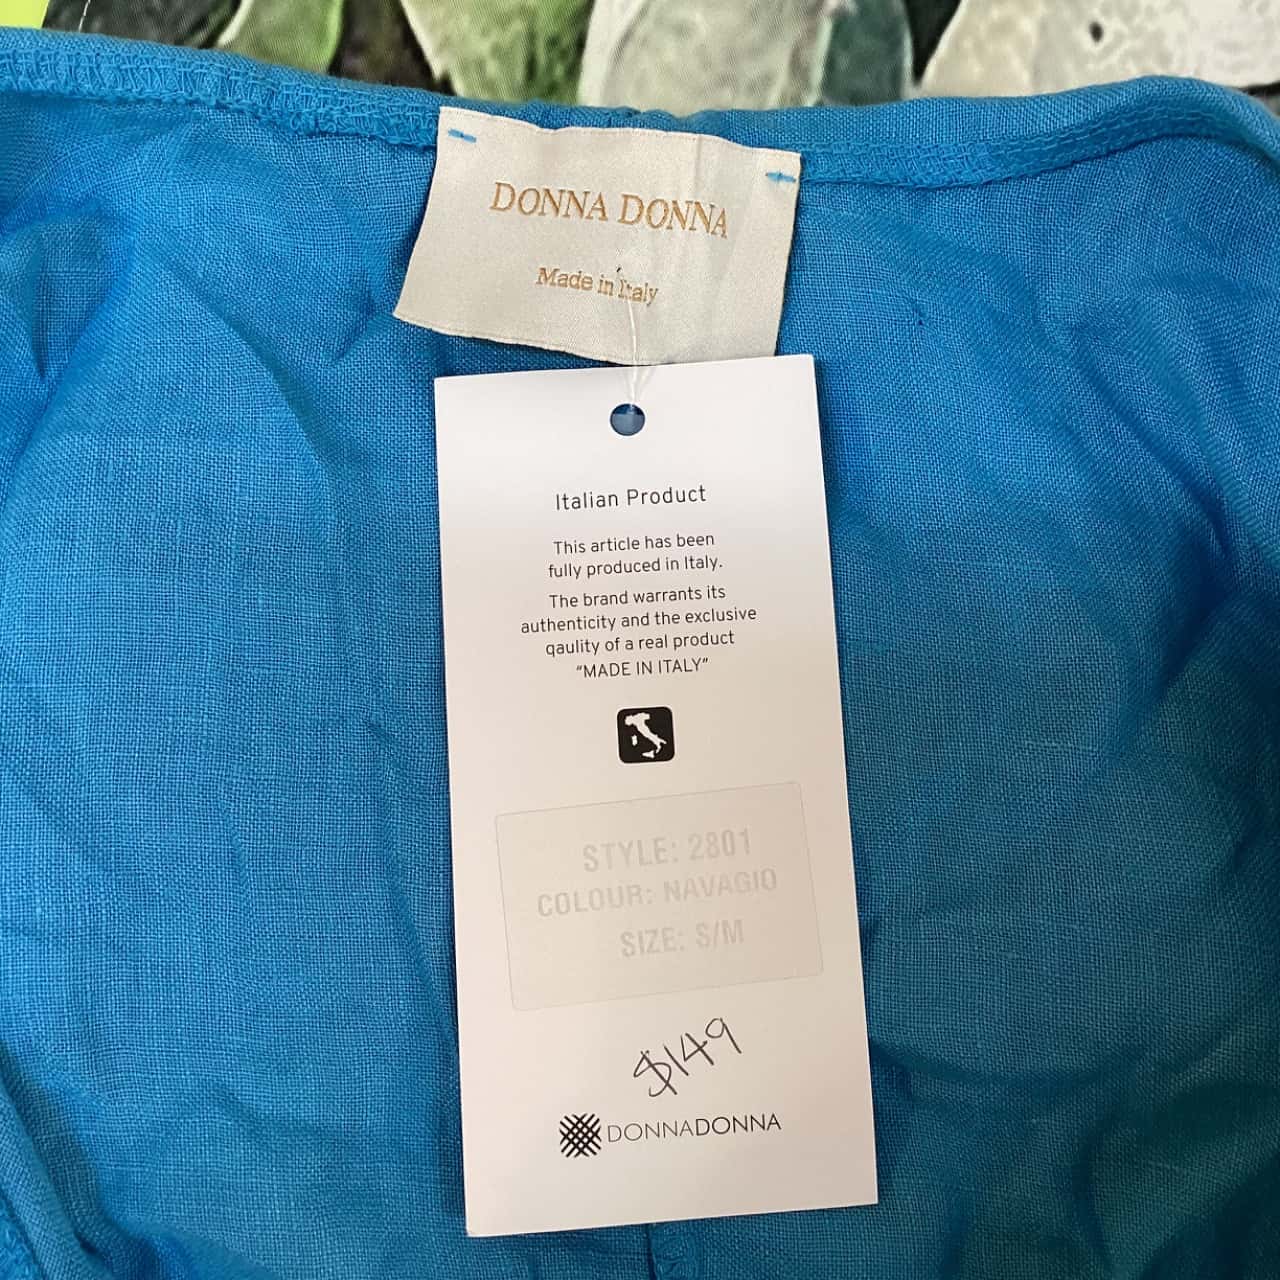 DONNA DONNA
Made in Italy
Italian Product
This article has been
fully produced in Italy.
The brand warrants its
authenticity and the exclusive
qaulity of a real product
“MADE IN ITALY”
STYLE: 2801
COLOUR: NAVAGIO
SIZE: S/M
$149
DONNADONNA